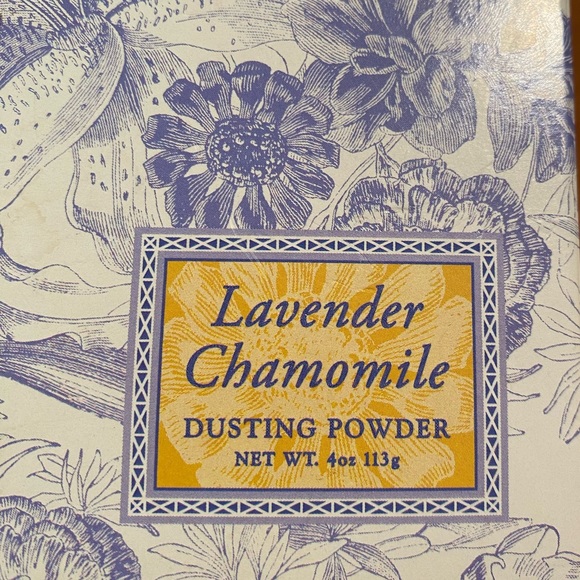 Lavender
Chamomile
DUSTING POWDER
NET WT. 4oz 113g